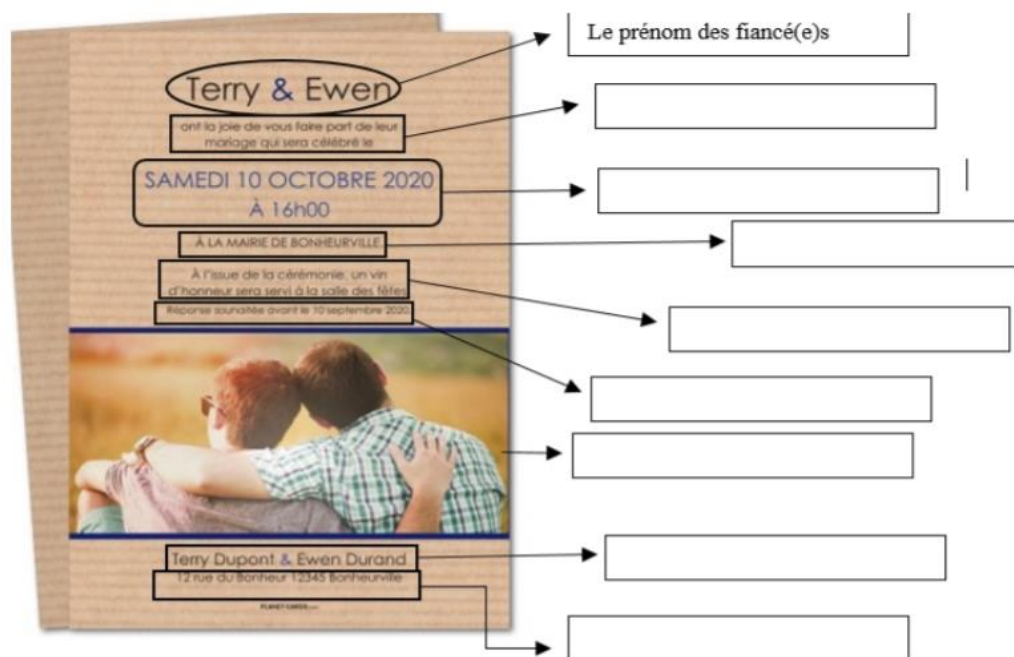 Le prénom des fiancé(e)s
Terry & Ewen
ont la joie de vous faire part de leur
mariage qui sera célébré le
SAMEDI 10 OCTOBRE 2020
À 16h00
À LA MAIRIE DE BONHEURVILLE
À l'issue de la cérémonie, un vin
d'honneur sera servi à la salle des fêtes
Réponse souhaitée avant le 10 septembre 2020
Terry Dupont & Ewen Durand
12 rue du Bonheur 12345 Bonheurville